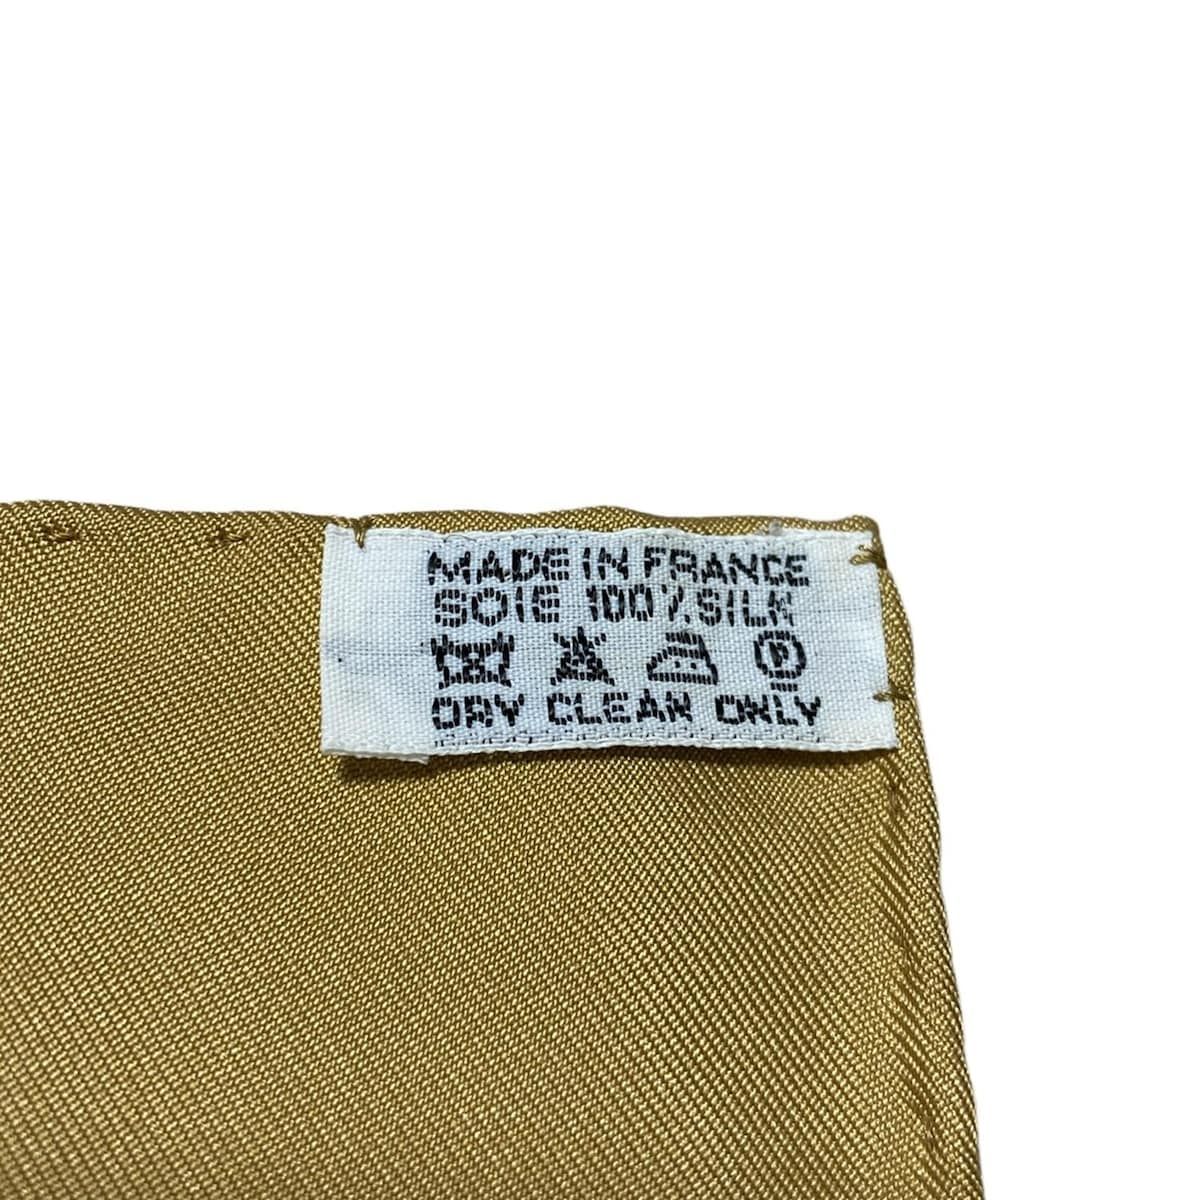 MADE IN FRANCE
SOIE 100% SILK
P
DRY CLEAN ONLY